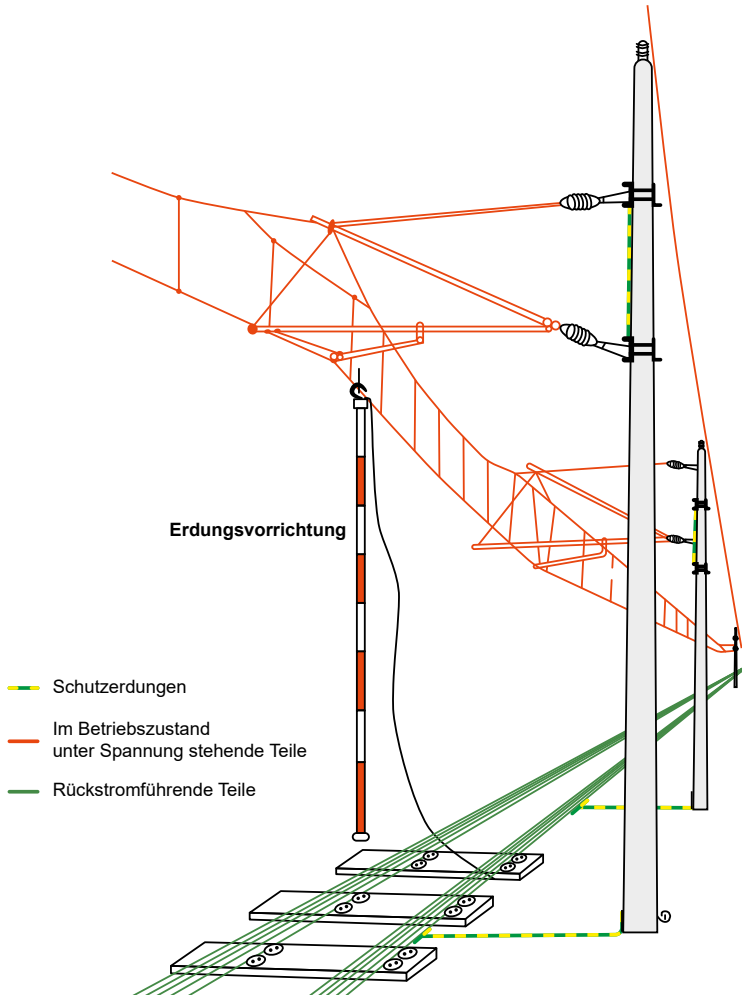 Erdungsvorrichtung
Schutzerdungen
Im Betriebszustand
unter Spannung stehende Teile
Rückstromführende Teile